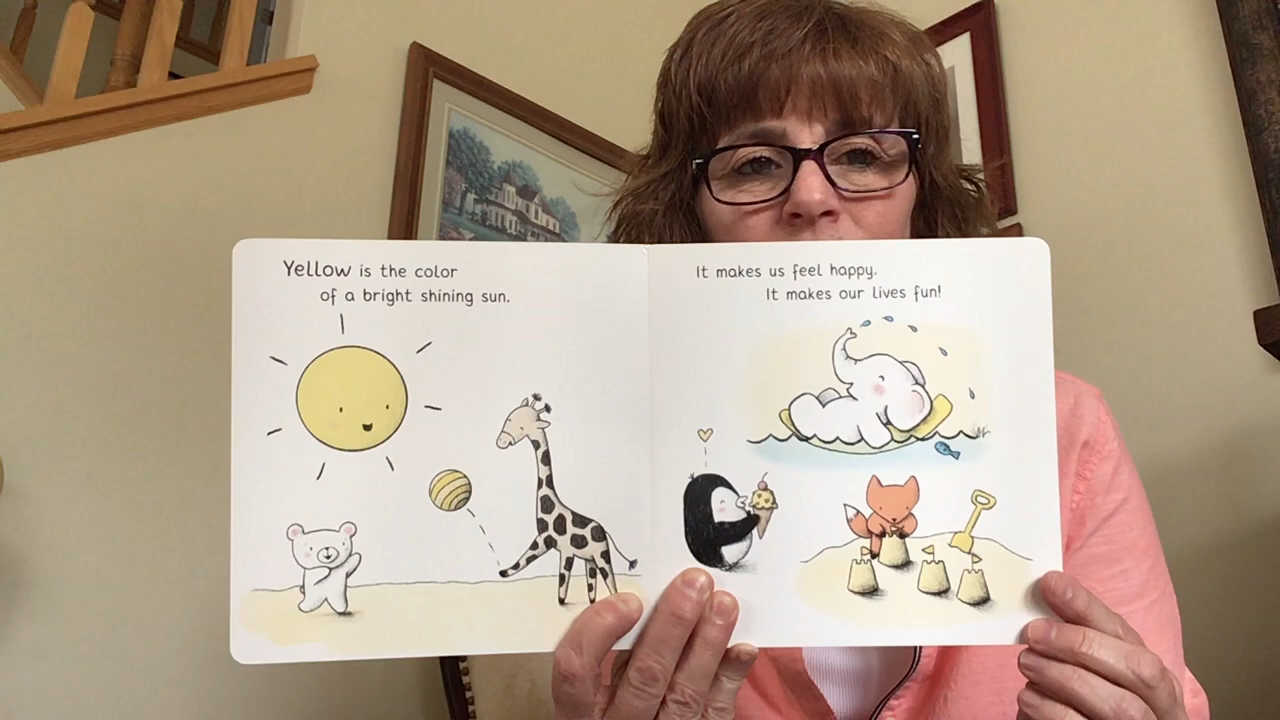 Yellow is the color
of a bright shining sun.
It makes us feel happy.
It makes our lives fun!